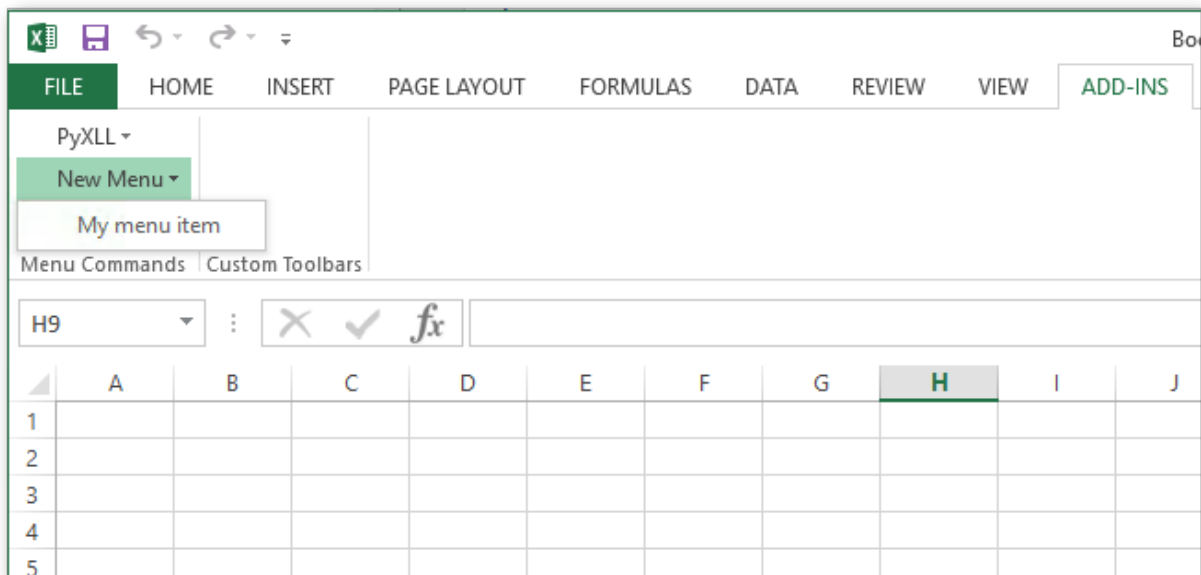 Boo
FILE HOME INSERT PAGE LAYOUT FORMULAS DATA REVIEW VIEW ADD-INS
PyXLL
New Menu
My menu item
Menu Commands Custom Toolbars
H9 fx
A B C D E F G H I J
1
2
3
4
5